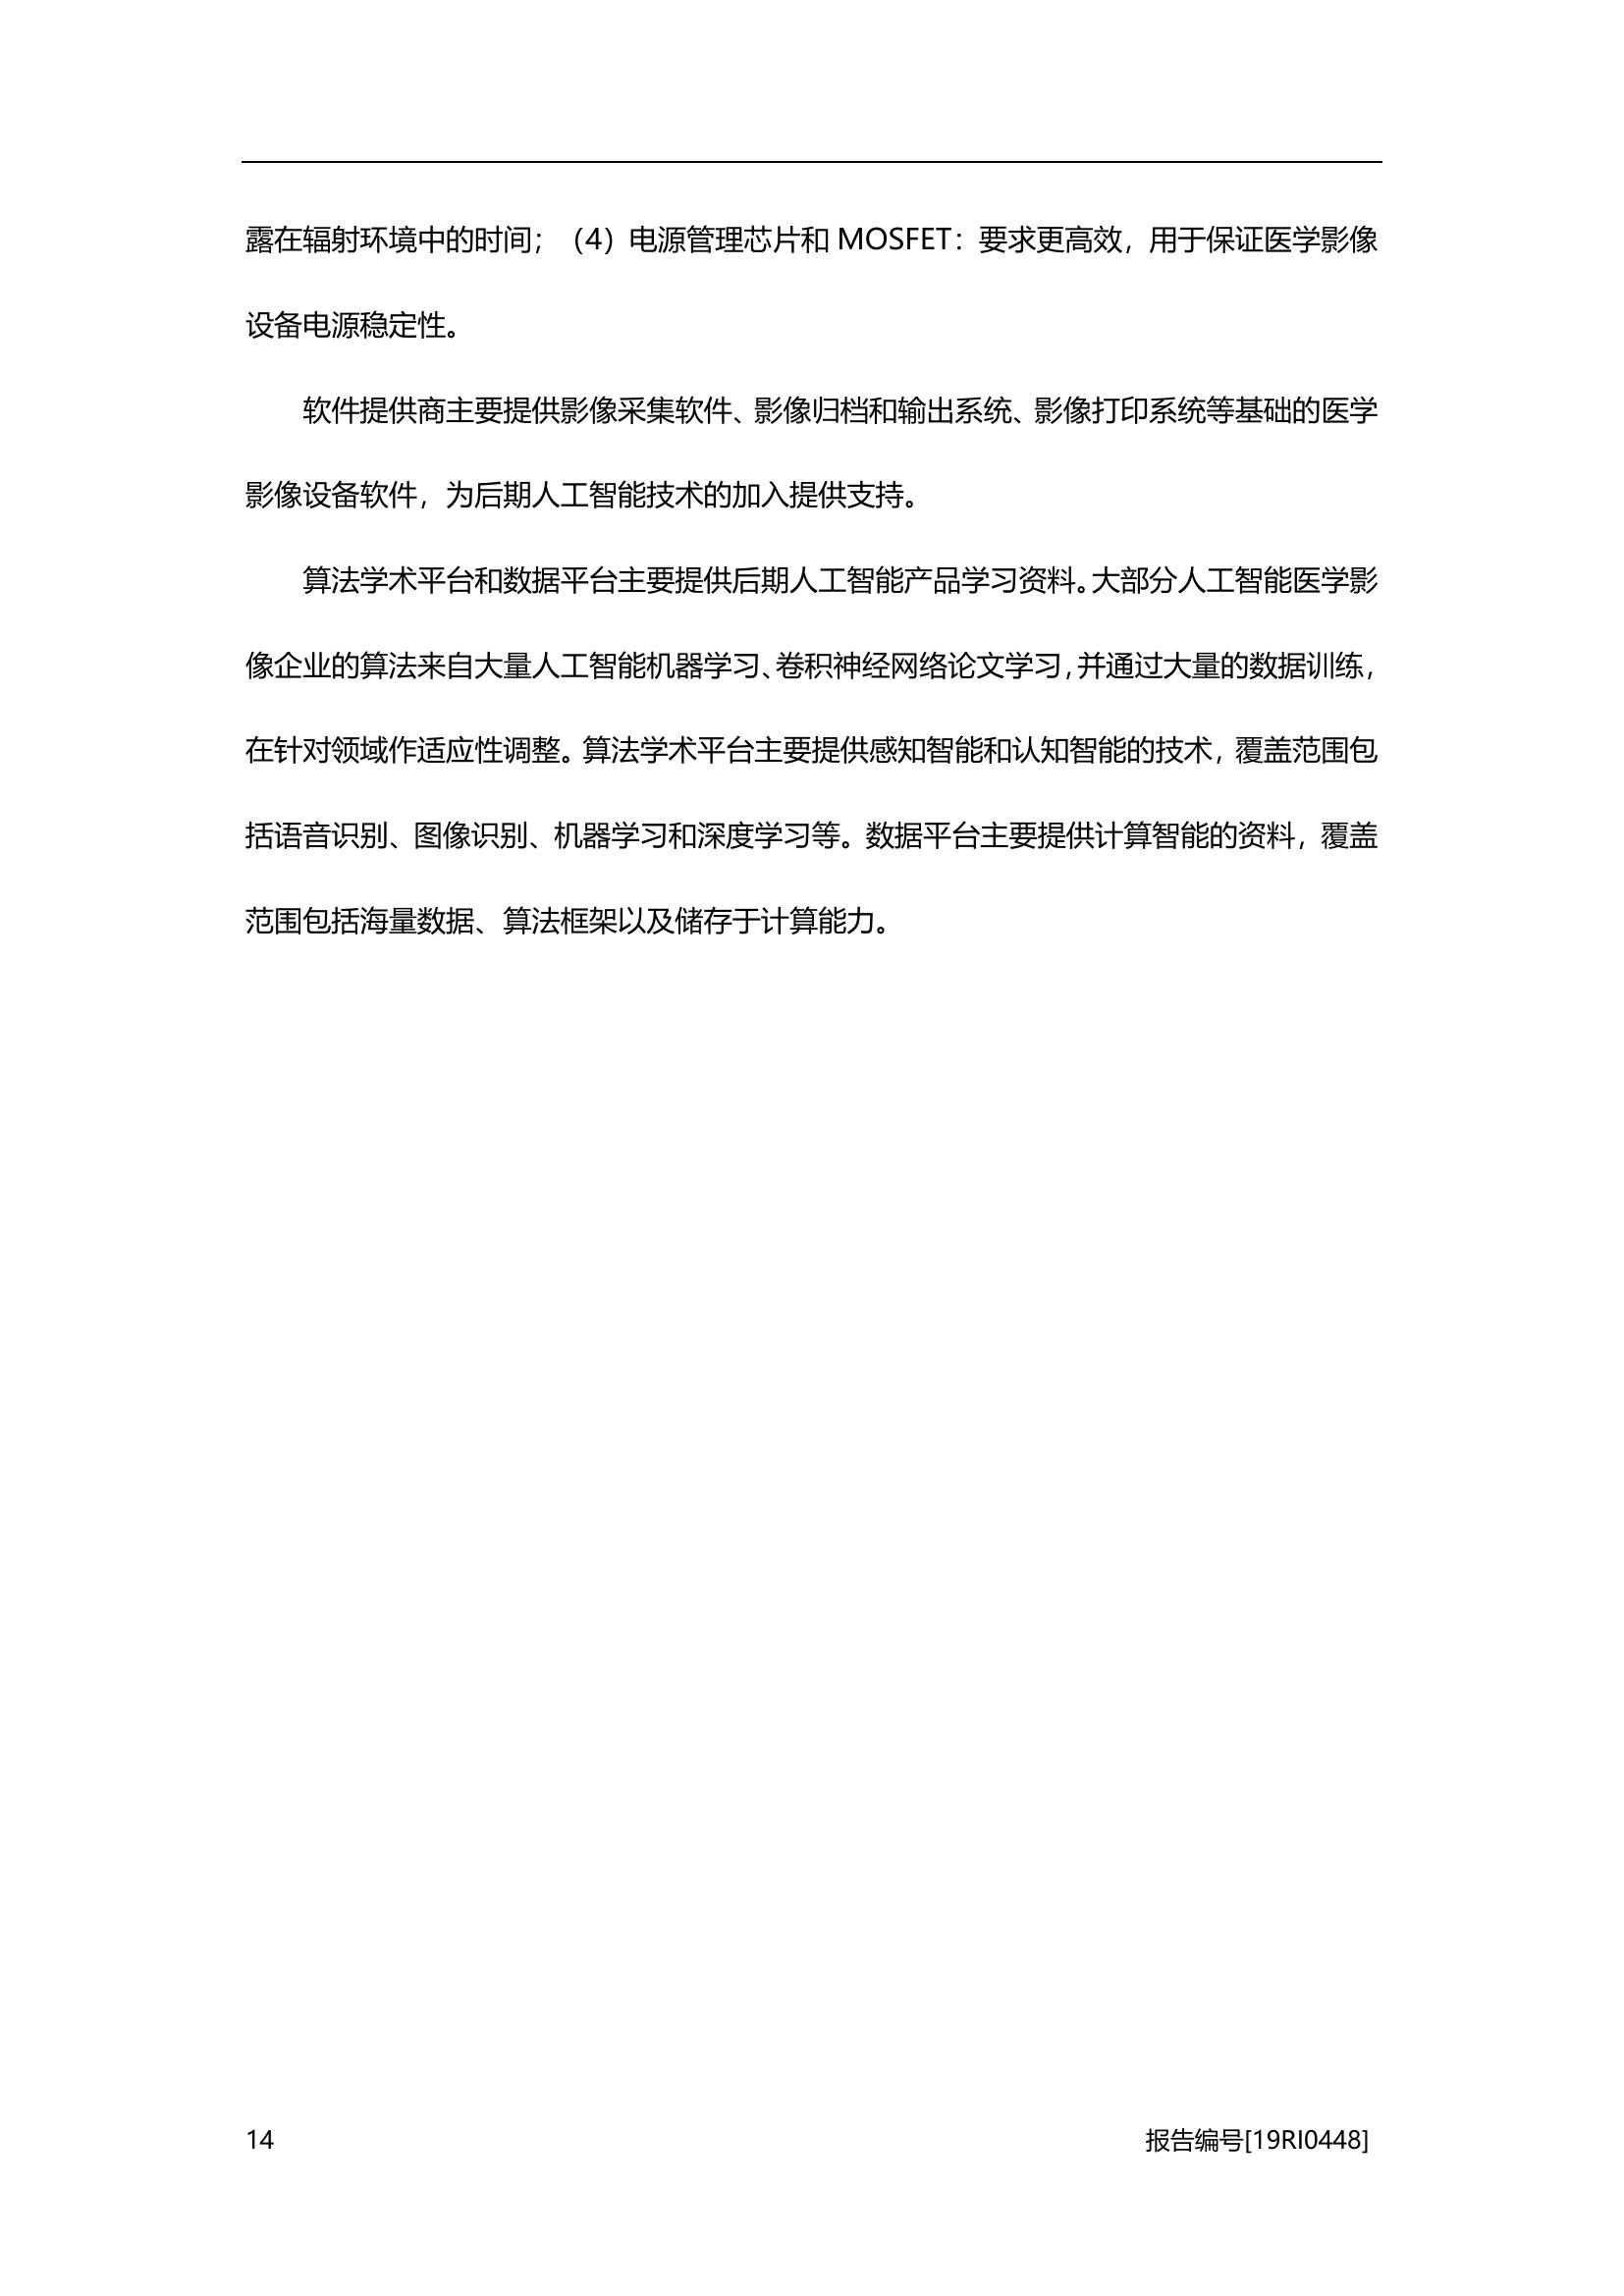 露在辐射环境中的时间；（4）电源管理芯片和 MOSFET：要求更高效，用于保证医学影像
设备电源稳定性。
软件提供商主要提供影像采集软件、影像归档和输出系统、影像打印系统等基础的医学
影像设备软件，为后期人工智能技术的加入提供支持。
算法学术平台和数据平台主要提供后期人工智能产品学习资料。大部分人工智能医学影
像企业的算法来自大量人工智能机器学习、卷积神经网络论文学习，并通过大量的数据训练，
在针对领域作适应性调整。算法学术平台主要提供感知智能和认知智能的技术，覆盖范围包
括语音识别、图像识别、机器学习和深度学习等。数据平台主要提供计算智能的资料，覆盖
范围包括海量数据、算法框架以及储存于计算能力。
14 报告编号[19RI0448]